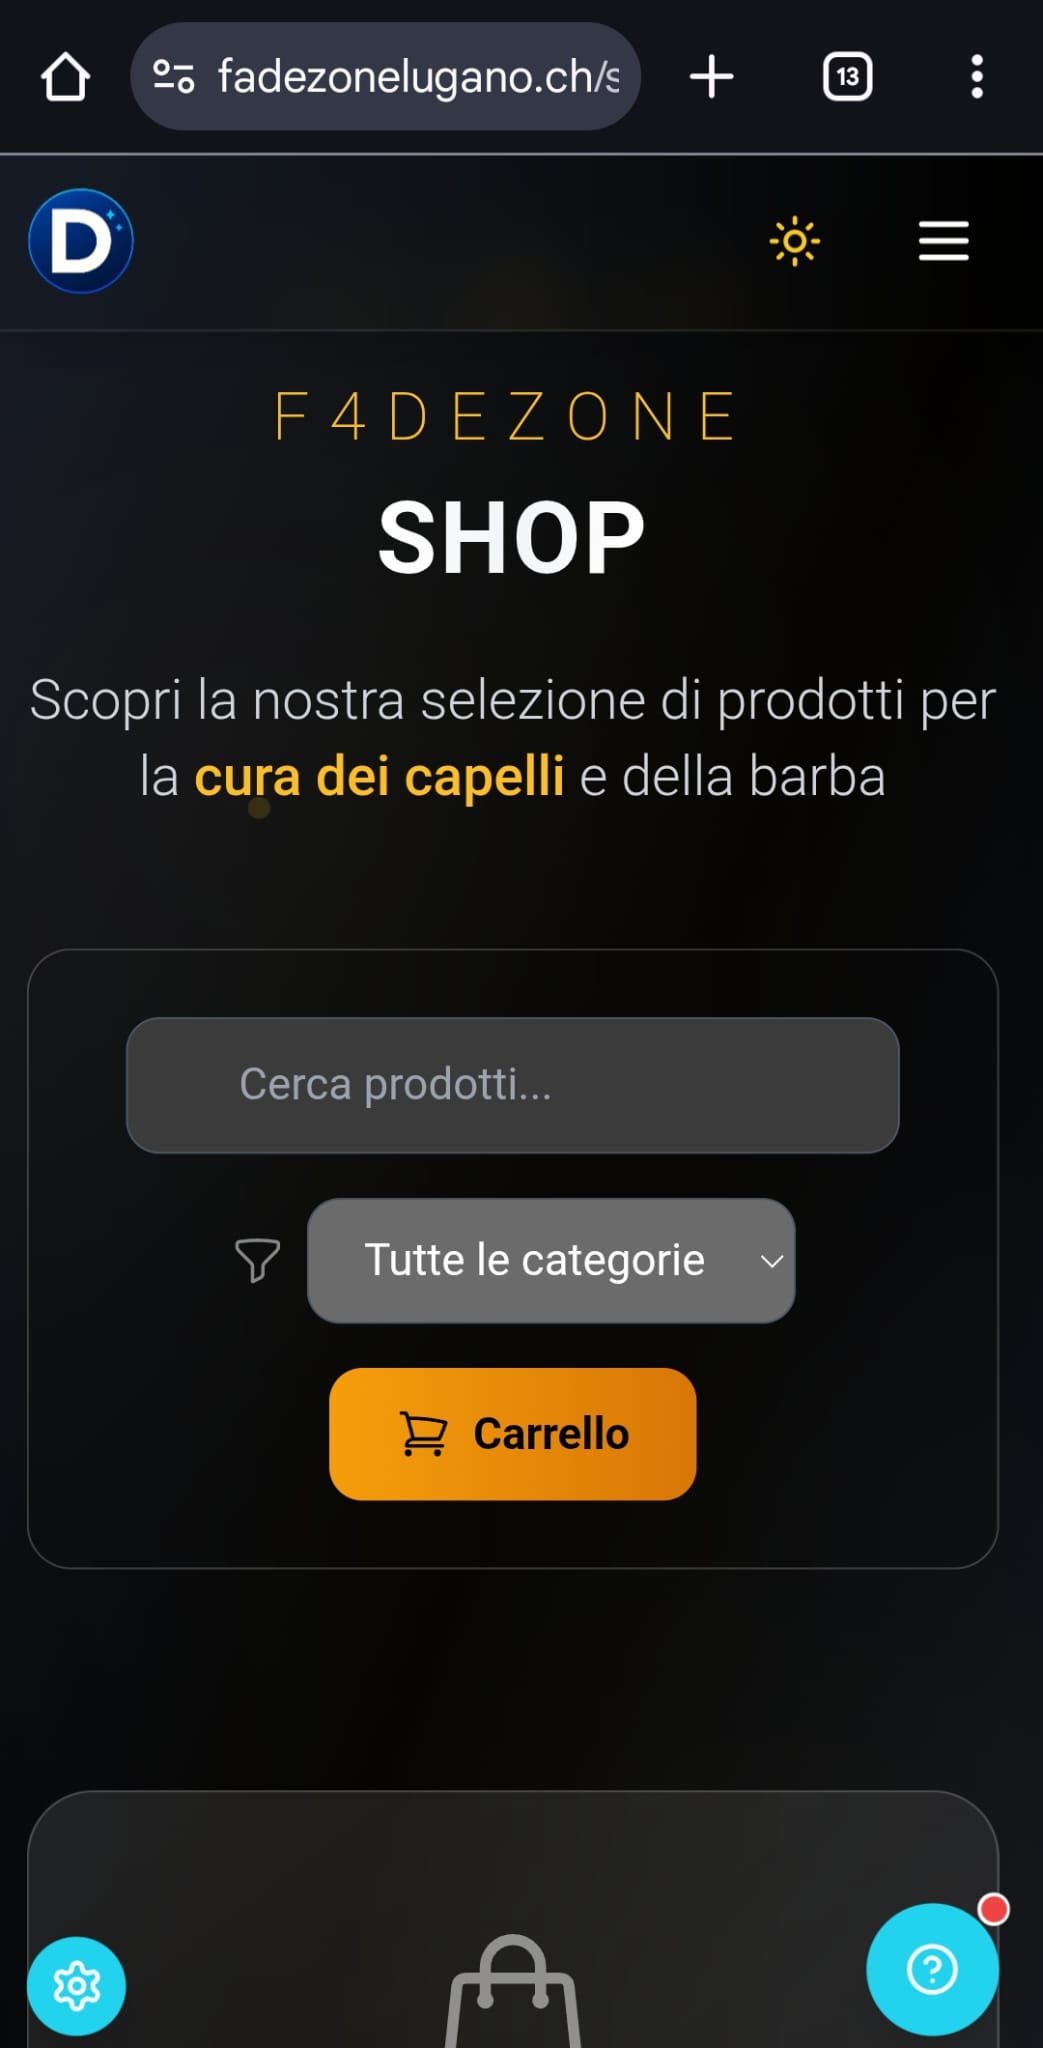 fadezonelugano.ch/s
13
D
F4DEZONE
SHOP
Scopri la nostra selezione di prodotti per
la cura dei capelli e della barba
Cerca prodotti...
Tutte le categorie
Carrello